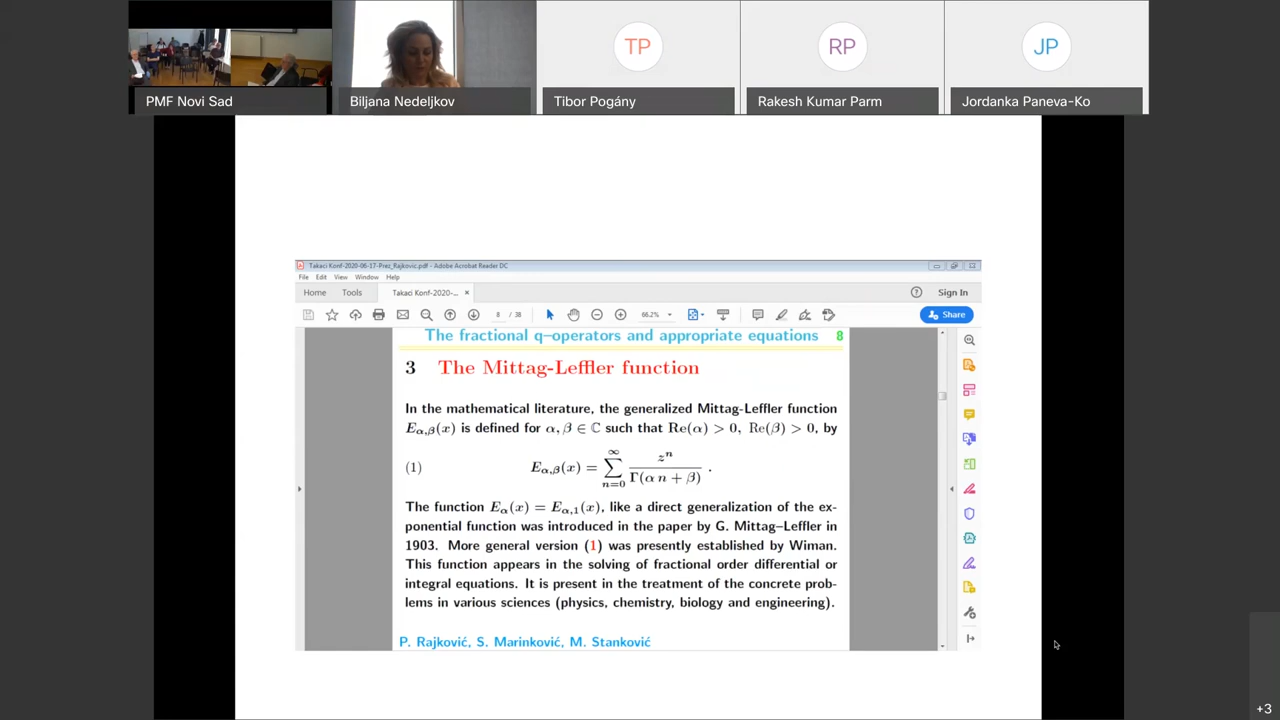 TP
RP
JP
PMF Novi Sad
Biljana Nedeljkov
Tibor Pogány
Rakesh Kumar Parm
Jordanka Paneva-Ko
Takaci Konf-2020-06-17-Prez_Rajkovic.pdf - Adobe Acrobat Reader DC
File Edit View Window Help
Home Tools Takaci Konf-2020-... × Sign In
8 / 38 66.2% Share
The fractional q–operators and appropriate equations 8
3 The Mittag-Leffler function
In the mathematical literature, the generalized Mittag-Leffler function
E_{α,β}(x) is defined for α, β ∈ ℂ such that Re(α) > 0, Re(β) > 0, by
(1) E_{α,β}(x) = ∑_{n=0}^{∞} z^n / Γ(α n + β) .
The function E_α(x) = E_{α,1}(x), like a direct generalization of the ex-
ponential function was introduced in the paper by G. Mittag–Leffler in
1903. More general version (1) was presently established by Wiman.
This function appears in the solving of fractional order differential or
integral equations. It is present in the treatment of the concrete prob-
lems in various sciences (physics, chemistry, biology and engineering).
P. Rajković, S. Marinković, M. Stanković
+3